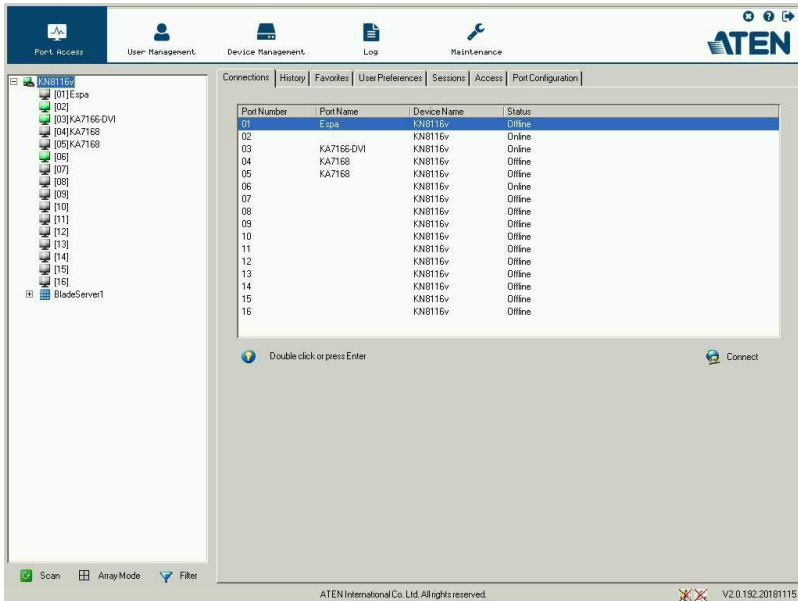 Port Access User Management Device Management Log Maintenance
ATEN
Connections History Favorites User Preferences Sessions Access Port Configuration
KN8116v
[01]Espa
[02]
[03]KA7166-DVI
[04]KA7168
[05]KA7168
[06]
[07]
[08]
[09]
[10]
[11]
[12]
[13]
[14]
[15]
[16]
BladeServer1
Port Number Port Name Device Name Status
01 Espa KN8116v Offline
02 KN8116v Online
03 KA7166-DVI KN8116v Online
04 KA7168 KN8116v Offline
05 KA7168 KN8116v Offline
06 KN8116v Online
07 KN8116v Offline
08 KN8116v Offline
09 KN8116v Offline
10 KN8116v Offline
11 KN8116v Offline
12 KN8116v Offline
13 KN8116v Offline
14 KN8116v Offline
15 KN8116v Offline
16 KN8116v Offline
Double click or press Enter Connect
Scan Array Mode Filter
ATEN International Co. Ltd. All rights reserved. V2.0.192.20181115